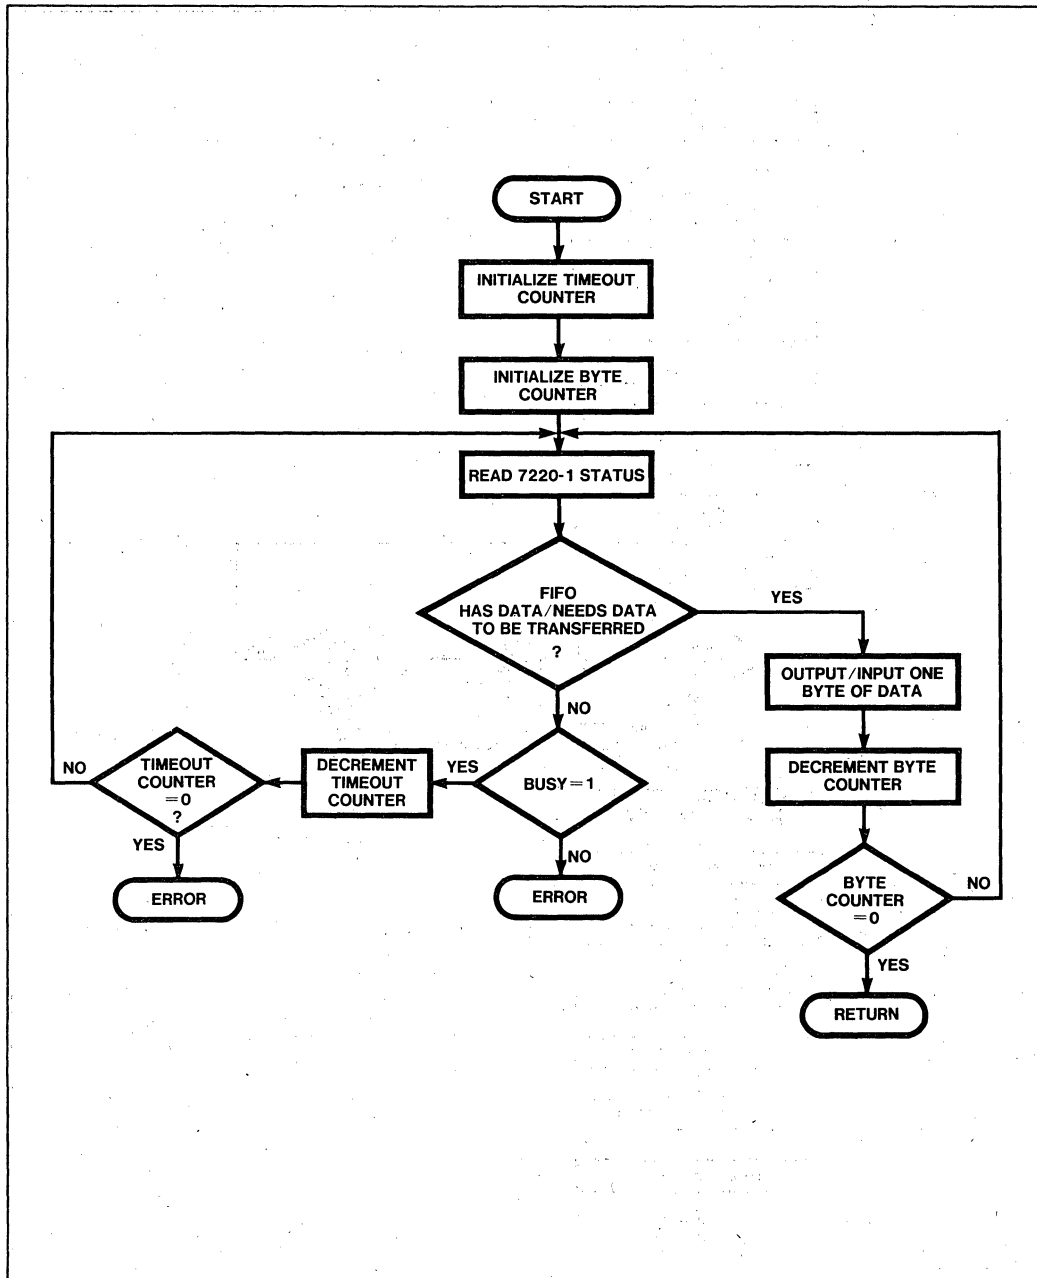 START
INITIALIZE TIMEOUT
COUNTER
INITIALIZE BYTE
COUNTER
READ 7220-1 STATUS
FIFO
HAS DATA/NEEDS DATA
TO BE TRANSFERRED
?
YES
OUTPUT/INPUT ONE
BYTE OF DATA
NO
BUSY=1
YES
DECREMENT
TIMEOUT
COUNTER
TIMEOUT
COUNTER
=0
?
NO
YES
ERROR
NO
ERROR
DECREMENT BYTE
COUNTER
BYTE
COUNTER
=0
NO
YES
RETURN